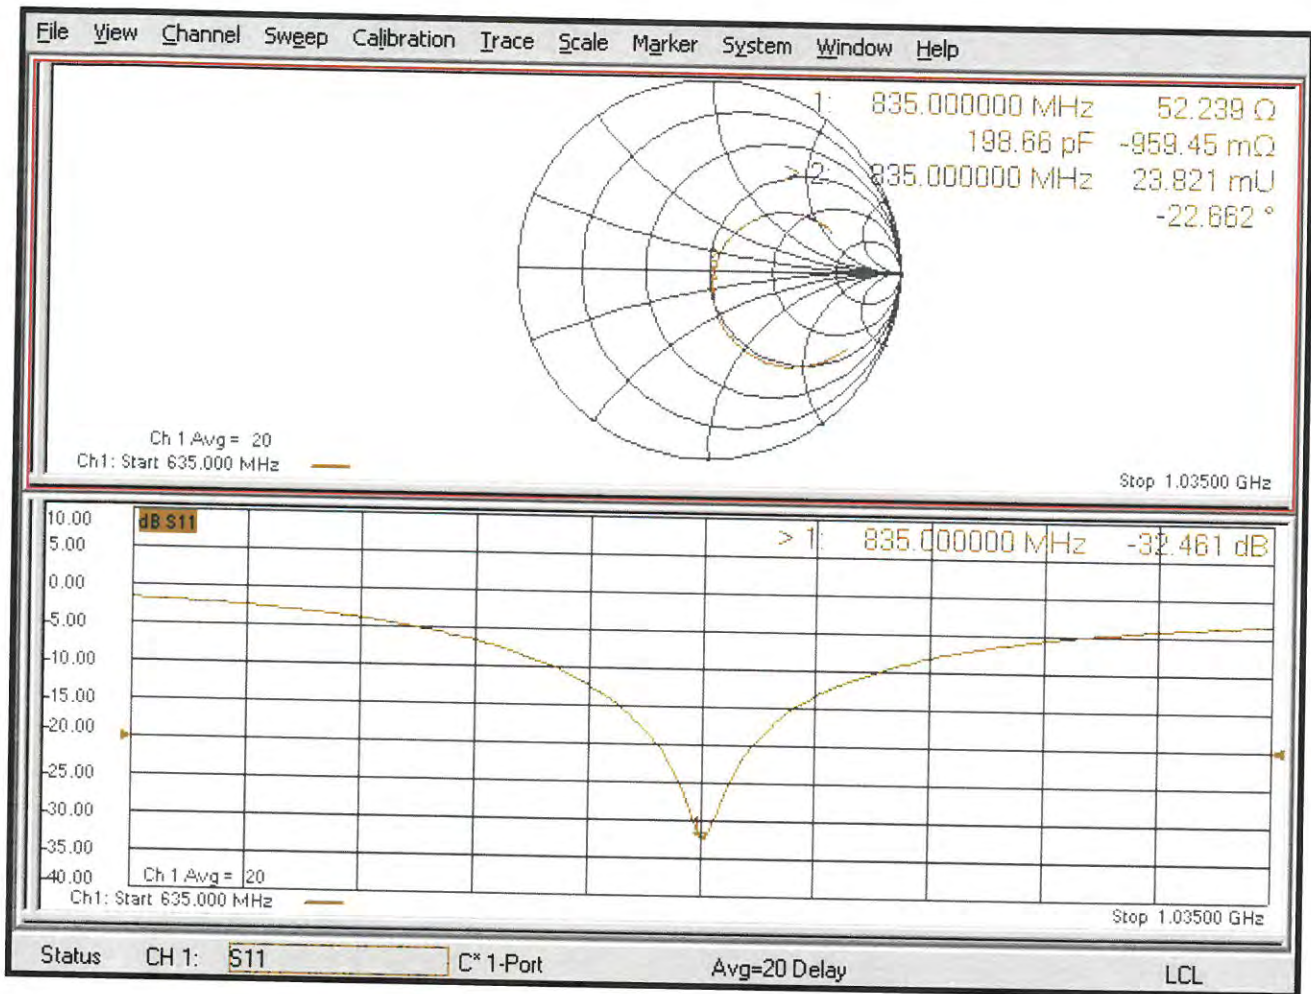 File View Channel Sweep Calibration Trace Scale Marker System Window Help
1: 835.000000 MHz 52.239 Ω
198.66 pF -959.45 mΩ
> 2: 835.000000 MHz 23.821 mU
-22.662 °
Ch 1 Avg = 20
Ch1: Start 635.000 MHz
Stop 1.03500 GHz
10.00
dB S11
> 1: 835.000000 MHz -32.461 dB
5.00
0.00
-5.00
-10.00
-15.00
-20.00
-25.00
-30.00
-35.00
-40.00
1
Ch 1 Avg = 20
Ch1: Start 635.000 MHz
Stop 1.03500 GHz
Status CH 1: S11 C* 1-Port Avg=20 Delay LCL